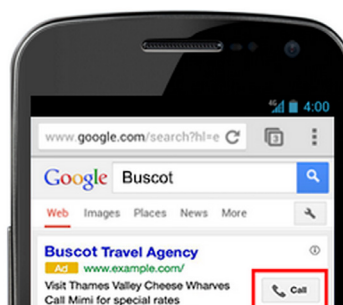 4G 4:00
www.google.com/search?hl=e 3
Google Buscot
Web Images Places News More
Buscot Travel Agency
Ad www.example.com/
Visit Thames Valley Cheese Wharves
Call Mimi for special rates
Call